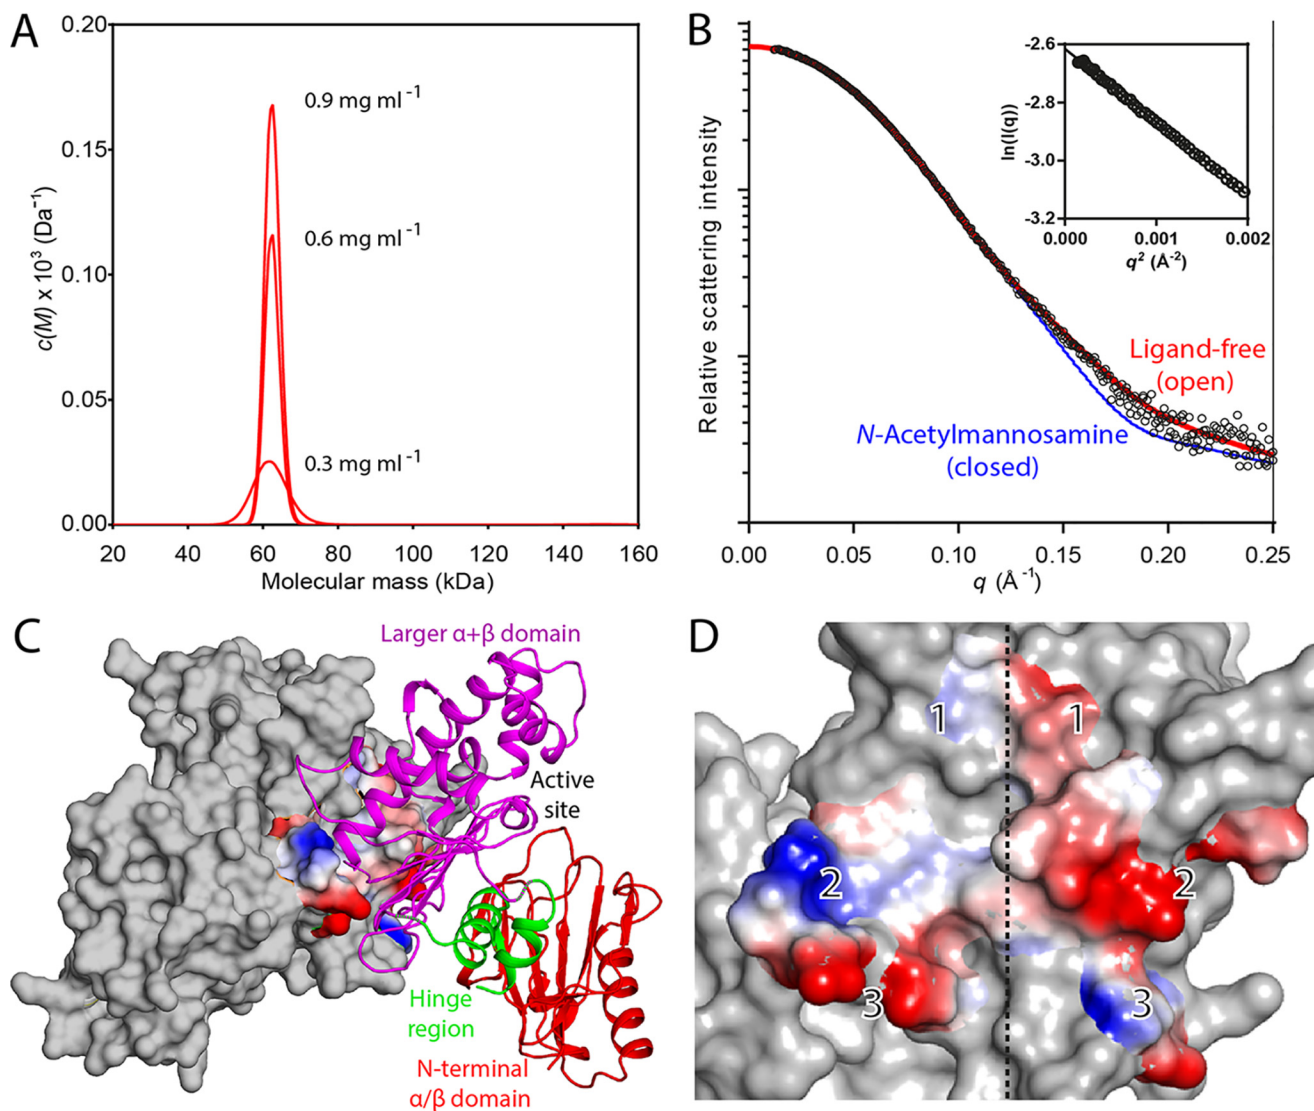 A
0.20
0.15
0.10
0.05
0.00
c(M) x 10³ (Da⁻¹)
0.9 mg ml⁻¹
0.6 mg ml⁻¹
0.3 mg ml⁻¹
20 40 60 80 100 120 140 160
Molecular mass (kDa)
B
Relative scattering intensity
-2.6
-2.8
-3.0
-3.2
ln(I(q))
0.000 0.001 0.002
q² (Å⁻²)
Ligand-free
(open)
N-Acetylmannosamine
(closed)
0.00 0.05 0.10 0.15 0.20 0.25
q (Å⁻¹)
C
Larger α+β domain
Active
site
Hinge
region
N-terminal
α/β domain
D
1 1
2 2
3 3